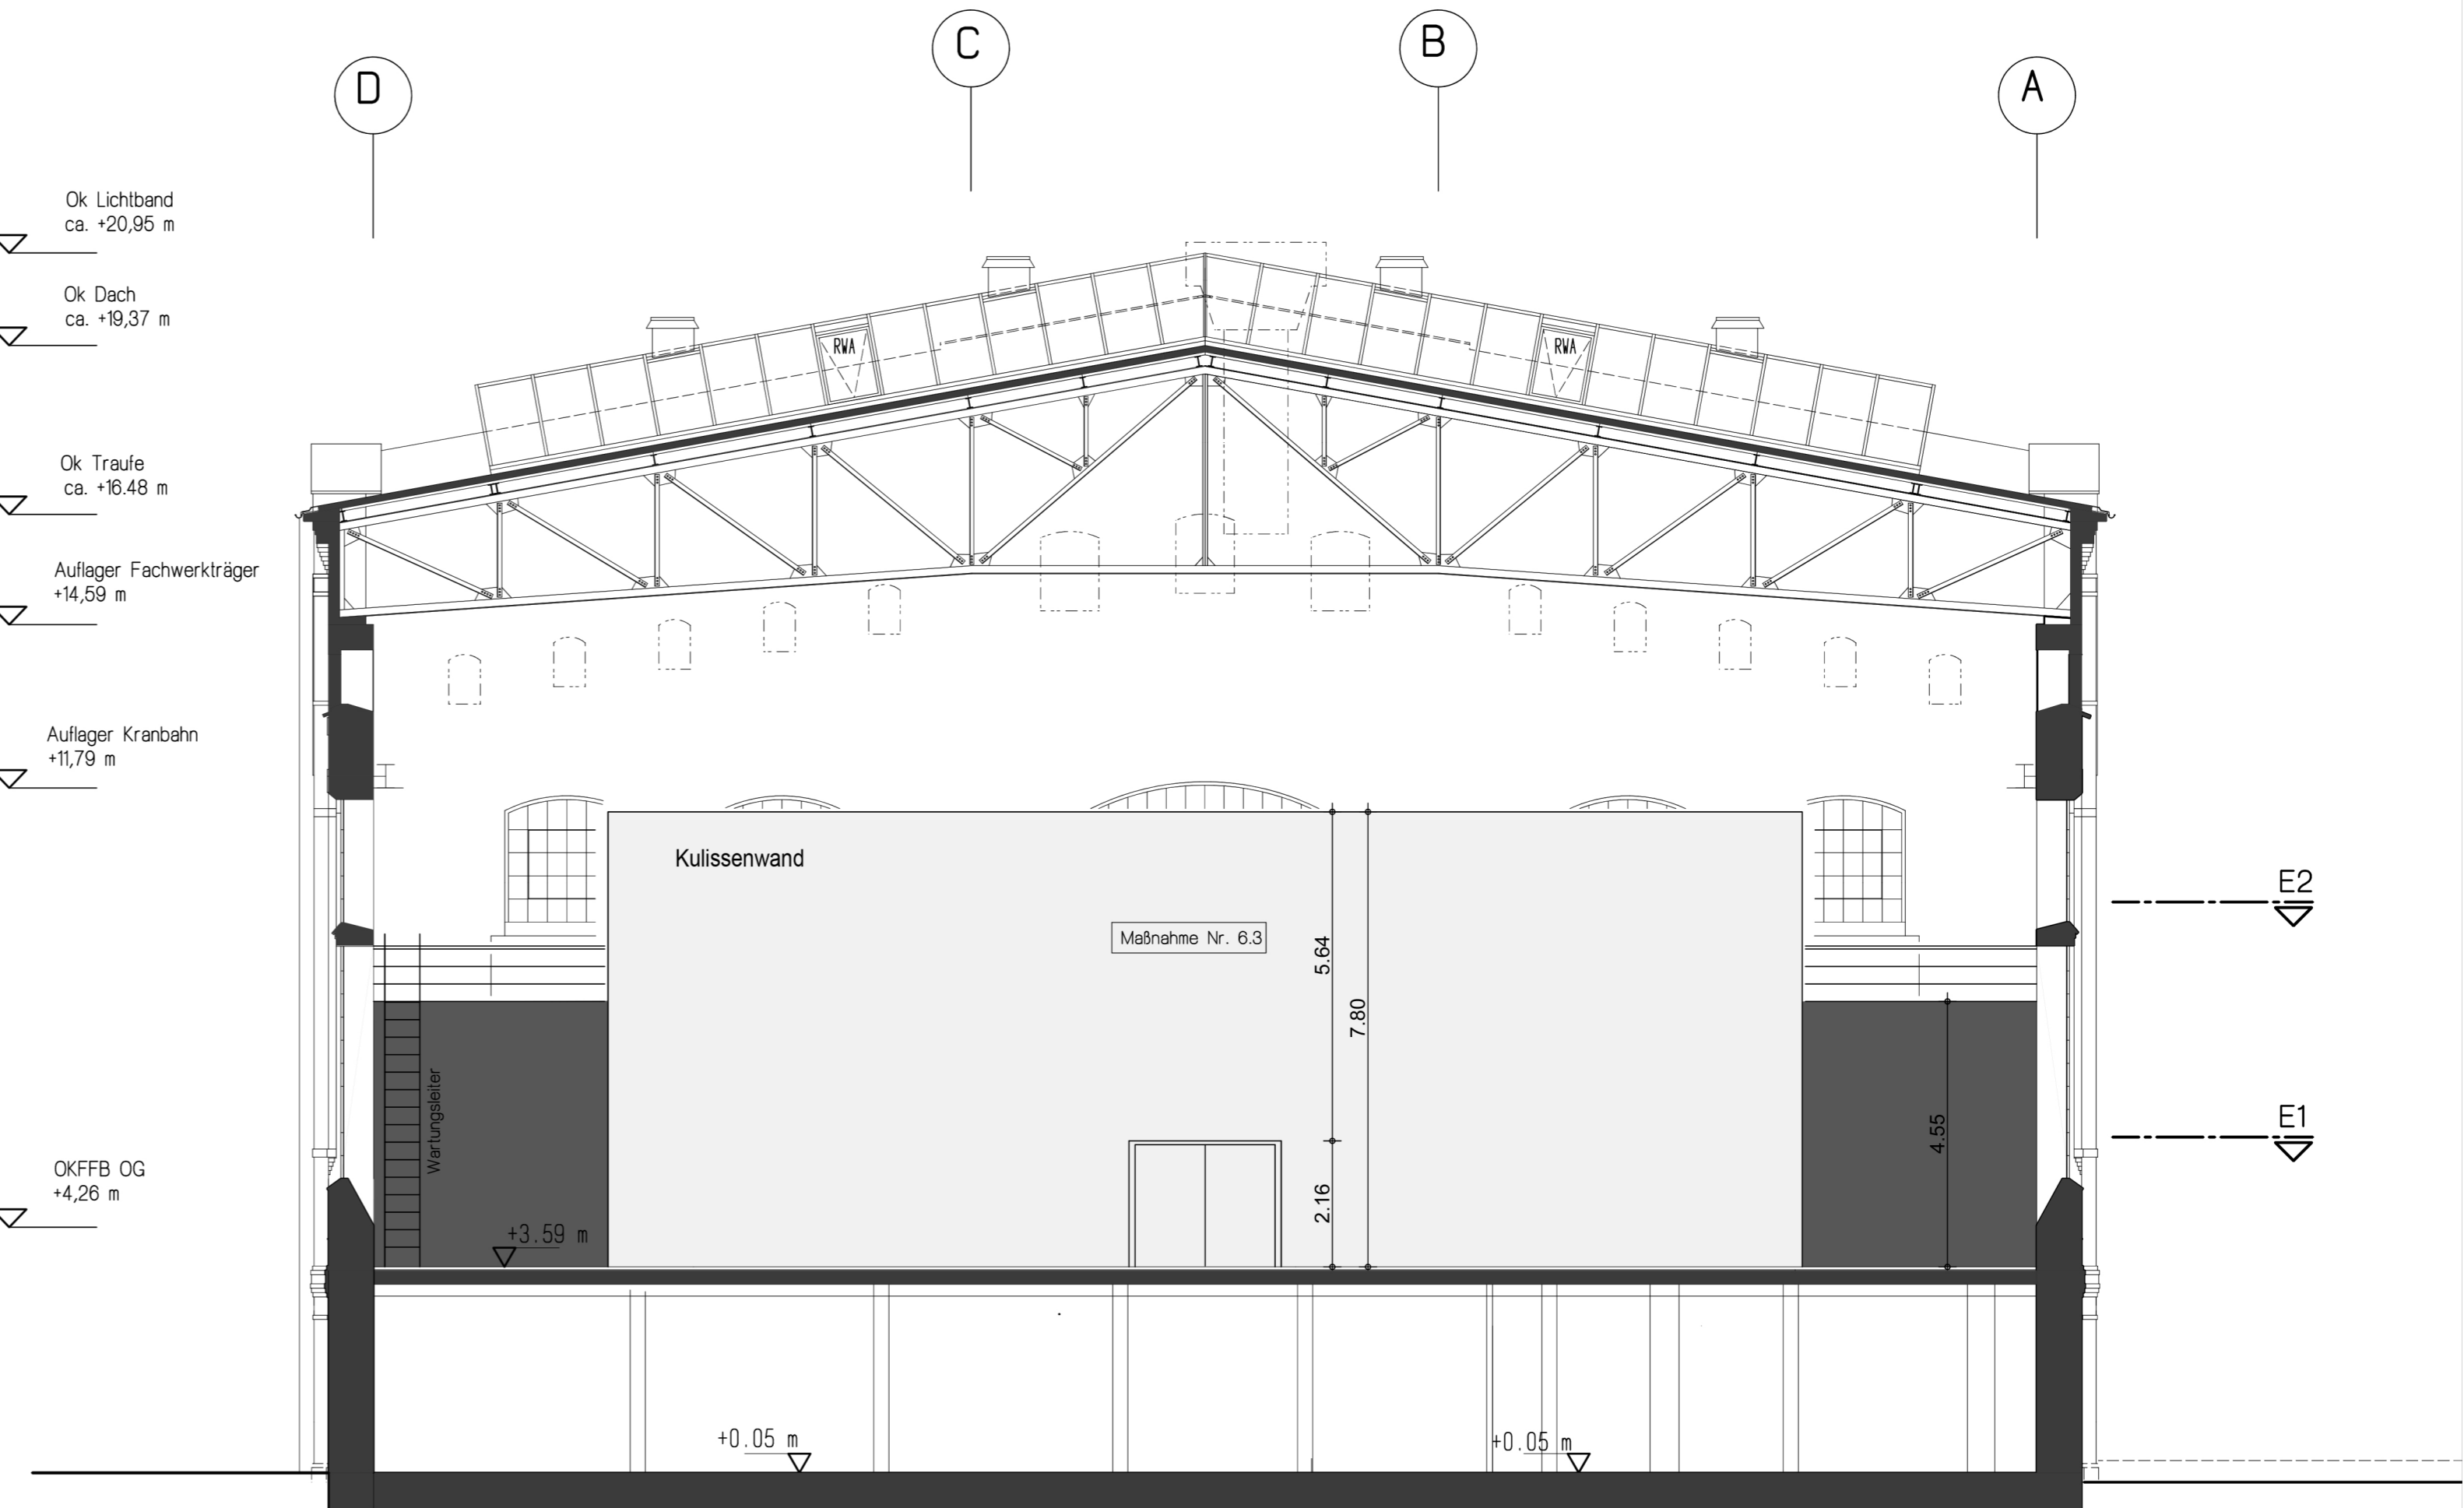 D
C
B
A
Ok Lichtband
ca. +20,95 m
Ok Dach
ca. +19,37 m
RWA
RWA
Ok Traufe
ca. +16.48 m
Auflager Fachwerkträger
+14,59 m
Auflager Kranbahn
+11,79 m
Kulissenwand
E2
Maßnahme Nr. 6.3
5.64
7.80
Wartungsleiter
4.55
E1
OKFFB OG
+4,26 m
2.16
+3.59 m
+0.05 m
+0.05 m